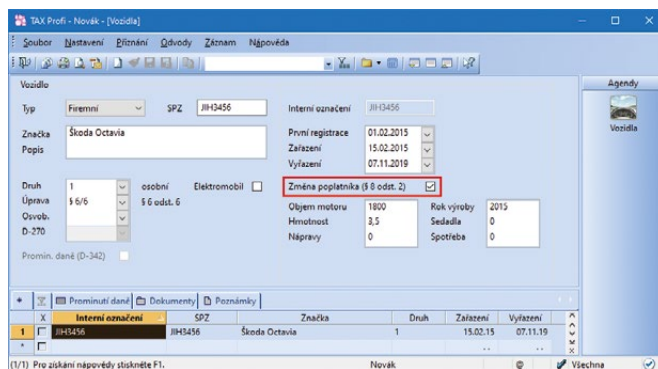 TAX Profi - Novák - [Vozidla]
Soubor Nastavení Přiznání Odvody Záznam Nápověda
Vozidlo
Agendy
Typ Firemní SPZ JIH3456 Interní označení JIH3456
Vozidla
Značka Škoda Octavia První registrace 01.02.2015
Popis Zařazení 15.02.2015
Vyřazení 07.11.2019
Druh 1 osobní Elektromobil Změna poplatníka (§ 8 odst. 2)
Úprava § 6/6 § 6 odst. 6 Objem motoru 1800 Rok výroby 2015
Osvob. Hmotnost 3,5 Sedadla 0
D-270 Nápravy 0 Spotřeba 0
Promin. daně (D-342)
Prominutí daně Dokumenty Poznámky
X Interní označení SPZ Značka Druh Zařazení Vyřazení
1 JIH3456 JIH3456 Škoda Octavia 1 15.02.15 07.11.19
* .. ..
(1/1) Pro získání nápovědy stiskněte F1. Novák @ Všechna